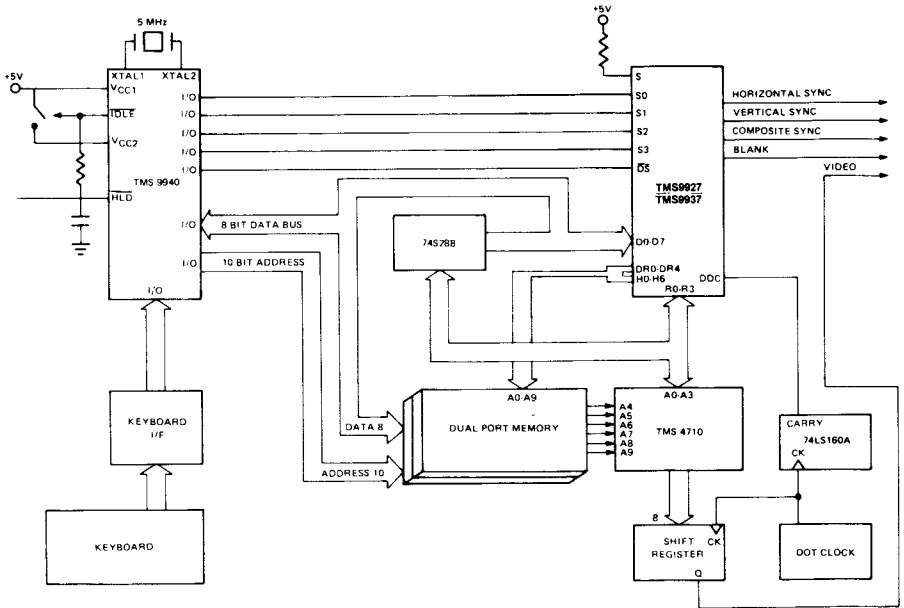 5 MHz
+5V
XTAL1 XTAL2
+5V
VCC1
I/O
S
HORIZONTAL SYNC
IDLE
I/O
S0
VERTICAL SYNC
I/O
S1
COMPOSITE SYNC
VCC2
I/O
S2
BLANK
I/O
S3
VIDEO
TMS 9940
I/O
DS
TMS9927
TMS9937
HLD
I/O
8 BIT DATA BUS
74S288
D0-D7
I/O
10 BIT ADDRESS
DR0-DR4
H0-H6
DDC
R0-R3
I/O
KEYBOARD
I/F
DATA 8
ADDRESS 10
A0-A9
DUAL PORT MEMORY
A4
A5
A6
A7
A8
A9
A0-A3
TMS 4710
CARRY
74LS160A
CK
KEYBOARD
8
SHIFT
REGISTER
CK
Q
DOT CLOCK